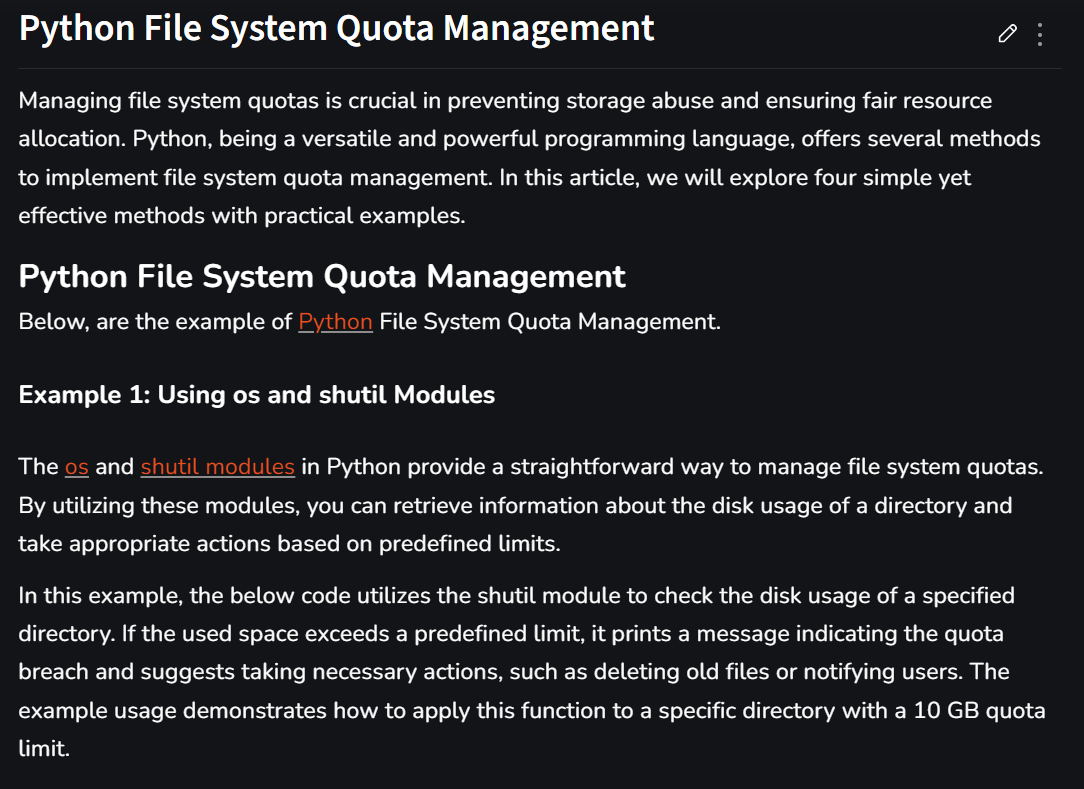 Python File System Quota Management
Managing file system quotas is crucial in preventing storage abuse and ensuring fair resource
allocation. Python, being a versatile and powerful programming language, offers several methods
to implement file system quota management. In this article, we will explore four simple yet
effective methods with practical examples.
Python File System Quota Management
Below, are the example of Python File System Quota Management.
Example 1: Using os and shutil Modules
The os and shutil modules in Python provide a straightforward way to manage file system quotas.
By utilizing these modules, you can retrieve information about the disk usage of a directory and
take appropriate actions based on predefined limits.
In this example, the below code utilizes the shutil module to check the disk usage of a specified
directory. If the used space exceeds a predefined limit, it prints a message indicating the quota
breach and suggests taking necessary actions, such as deleting old files or notifying users. The
example usage demonstrates how to apply this function to a specific directory with a 10 GB quota
limit.